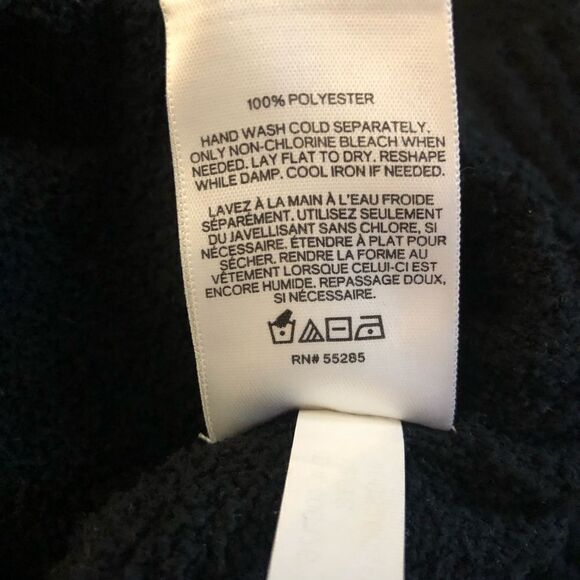 100% POLYESTER
HAND WASH COLD SEPARATELY.
ONLY NON-CHLORINE BLEACH WHEN
NEEDED. LAY FLAT TO DRY. RESHAPE
WHILE DAMP. COOL IRON IF NEEDED.
LAVEZ À LA MAIN À L'EAU FROIDE
SÉPARÉMENT. UTILISEZ SEULEMENT
DU JAVELLISANT SANS CHLORE, SI
NÉCESSAIRE. ÉTENDRE À PLAT POUR
SÉCHER. RENDRE LA FORME AU
VÊTEMENT LORSQUE CELUI-CI EST
ENCORE HUMIDE. REPASSAGE DOUX,
SI NÉCESSAIRE.
RN# 55285